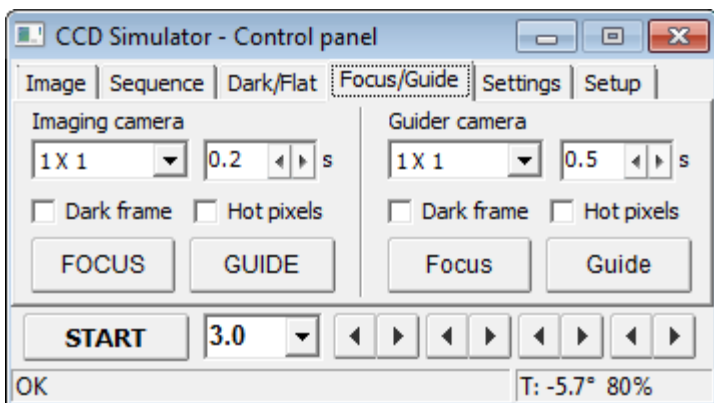 CCD Simulator - Control panel
Image Sequence Dark/Flat Focus/Guide Settings Setup
Imaging camera Guider camera
1 X 1 0.2 s 1 X 1 0.5 s
Dark frame Hot pixels Dark frame Hot pixels
FOCUS GUIDE Focus Guide
START 3.0
OK T: -5.7° 80%